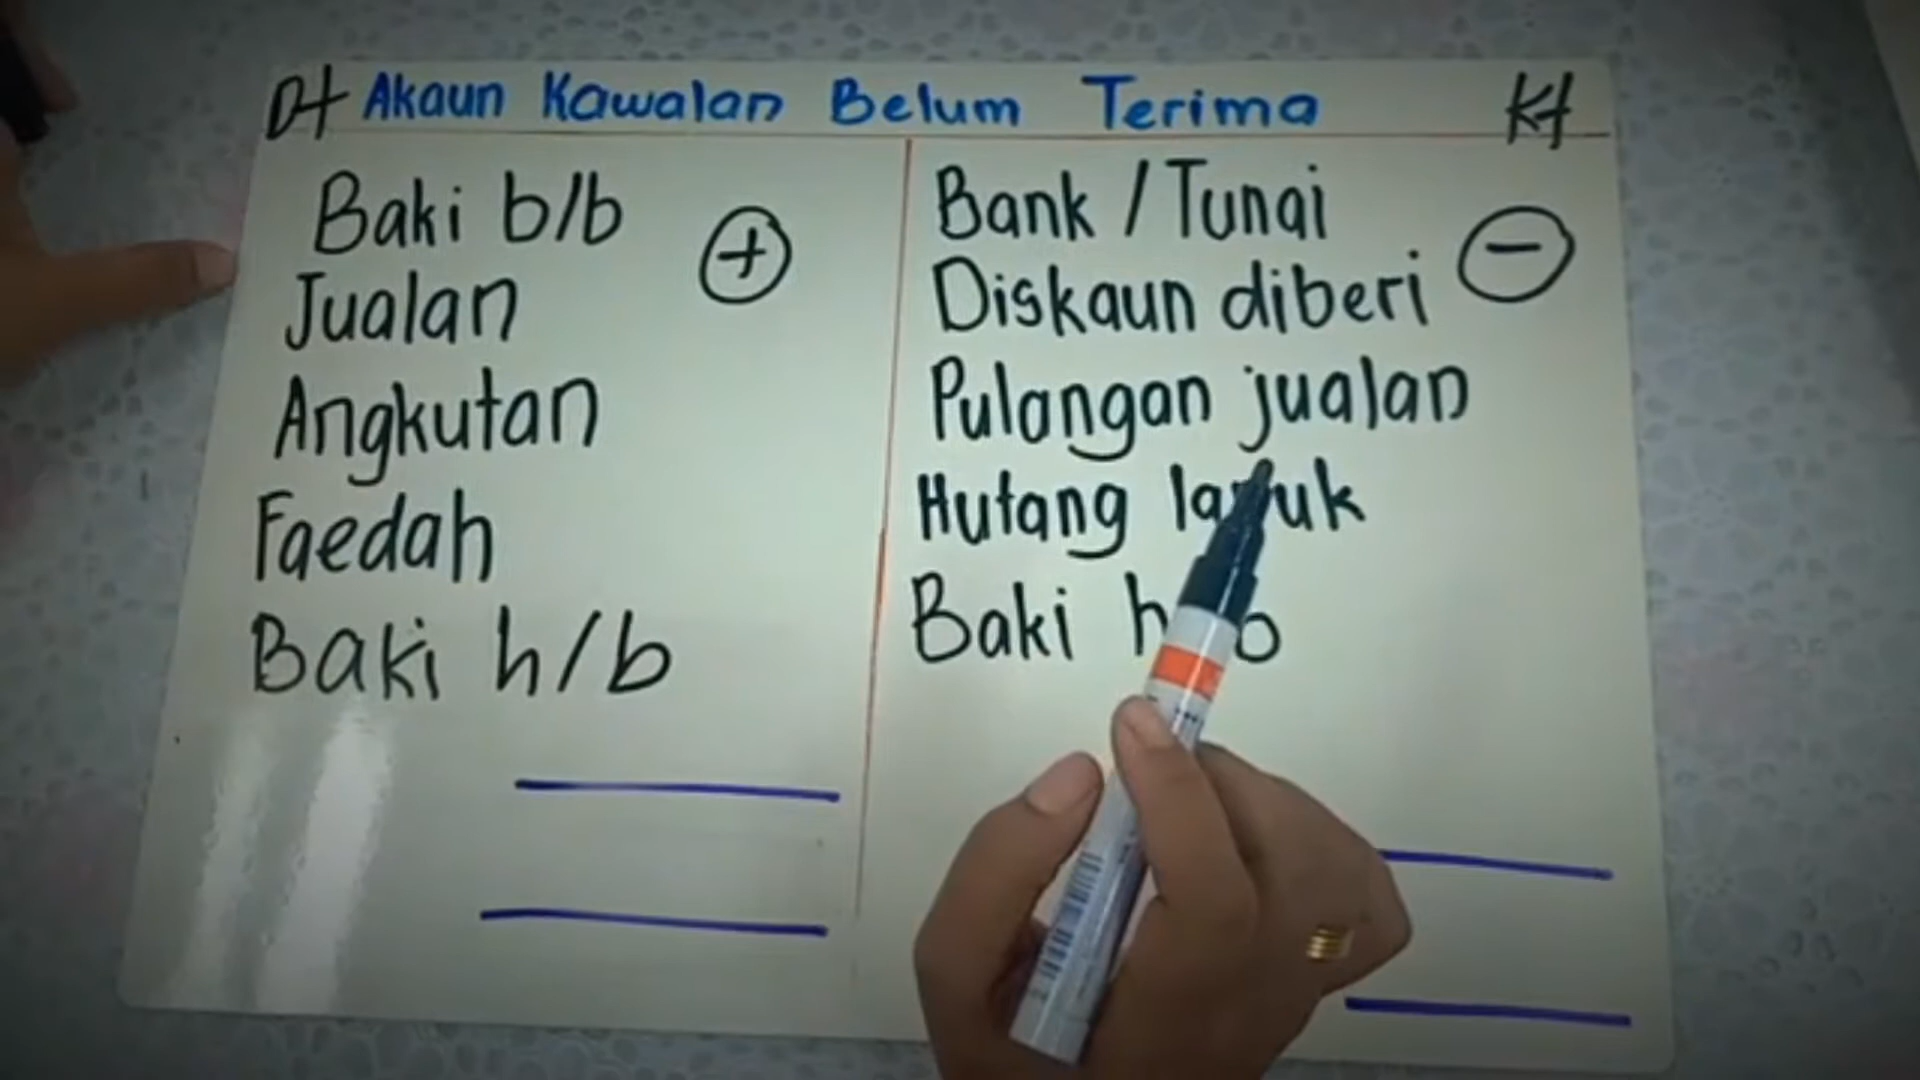 Dt Akaun Kawalan Belum Terima Kt
Baki b/b
+
Jualan
Angkutan
Faedah
Baki h/b
Bank / Tunai
-
Diskaun diberi
Pulangan jualan
Hutang
Baki